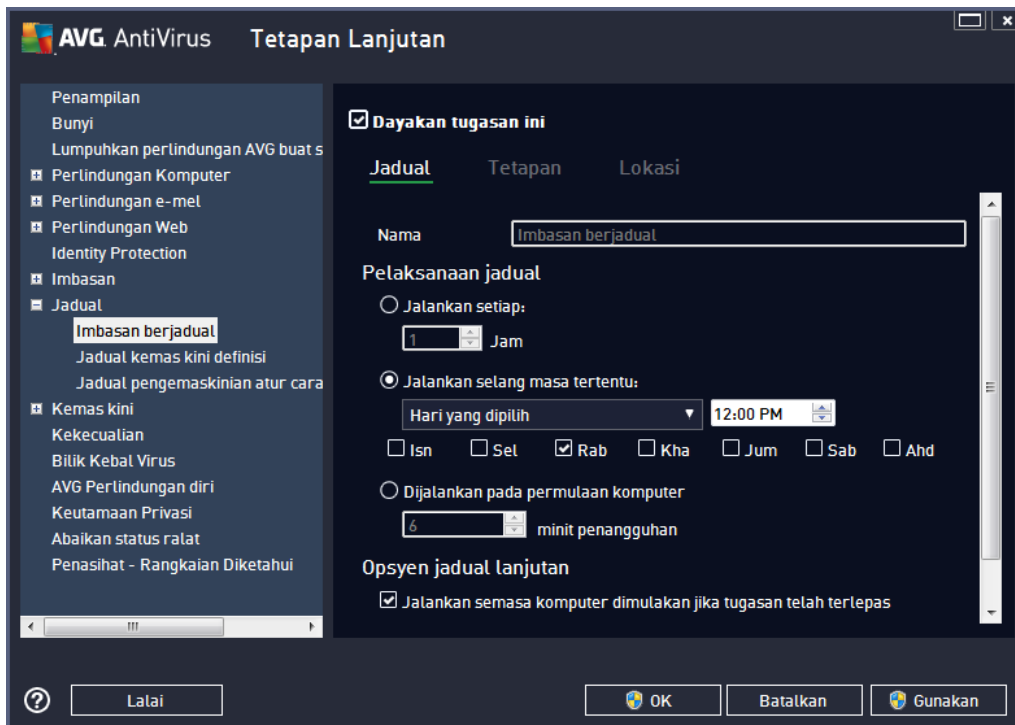 AVG. AntiVirus Tetapan Lanjutan
Penampilan
Bunyi
Lumpuhkan perlindungan AVG buat s
Perlindungan Komputer
Perlindungan e-mel
Perlindungan Web
Identity Protection
Imbasan
Jadual
Imbasan berjadual
Jadual kemas kini definisi
Jadual pengemaskinian atur cara
Kemas kini
Kekecualian
Bilik Kebal Virus
AVG Perlindungan diri
Keutamaan Privasi
Abaikan status ralat
Penasihat - Rangkaian Diketahui
Dayakan tugasan ini
Jadual Tetapan Lokasi
Nama Imbasan berjadual
Pelaksanaan jadual
Jalankan setiap:
1 Jam
Jalankan selang masa tertentu:
Hari yang dipilih 12:00 PM
Isn Sel Rab Kha Jum Sab Ahd
Dijalankan pada permulaan komputer
6 minit penangguhan
Opsyen jadual lanjutan
Jalankan semasa komputer dimulakan jika tugasan telah terlepas
Lalai OK Batalkan Gunakan